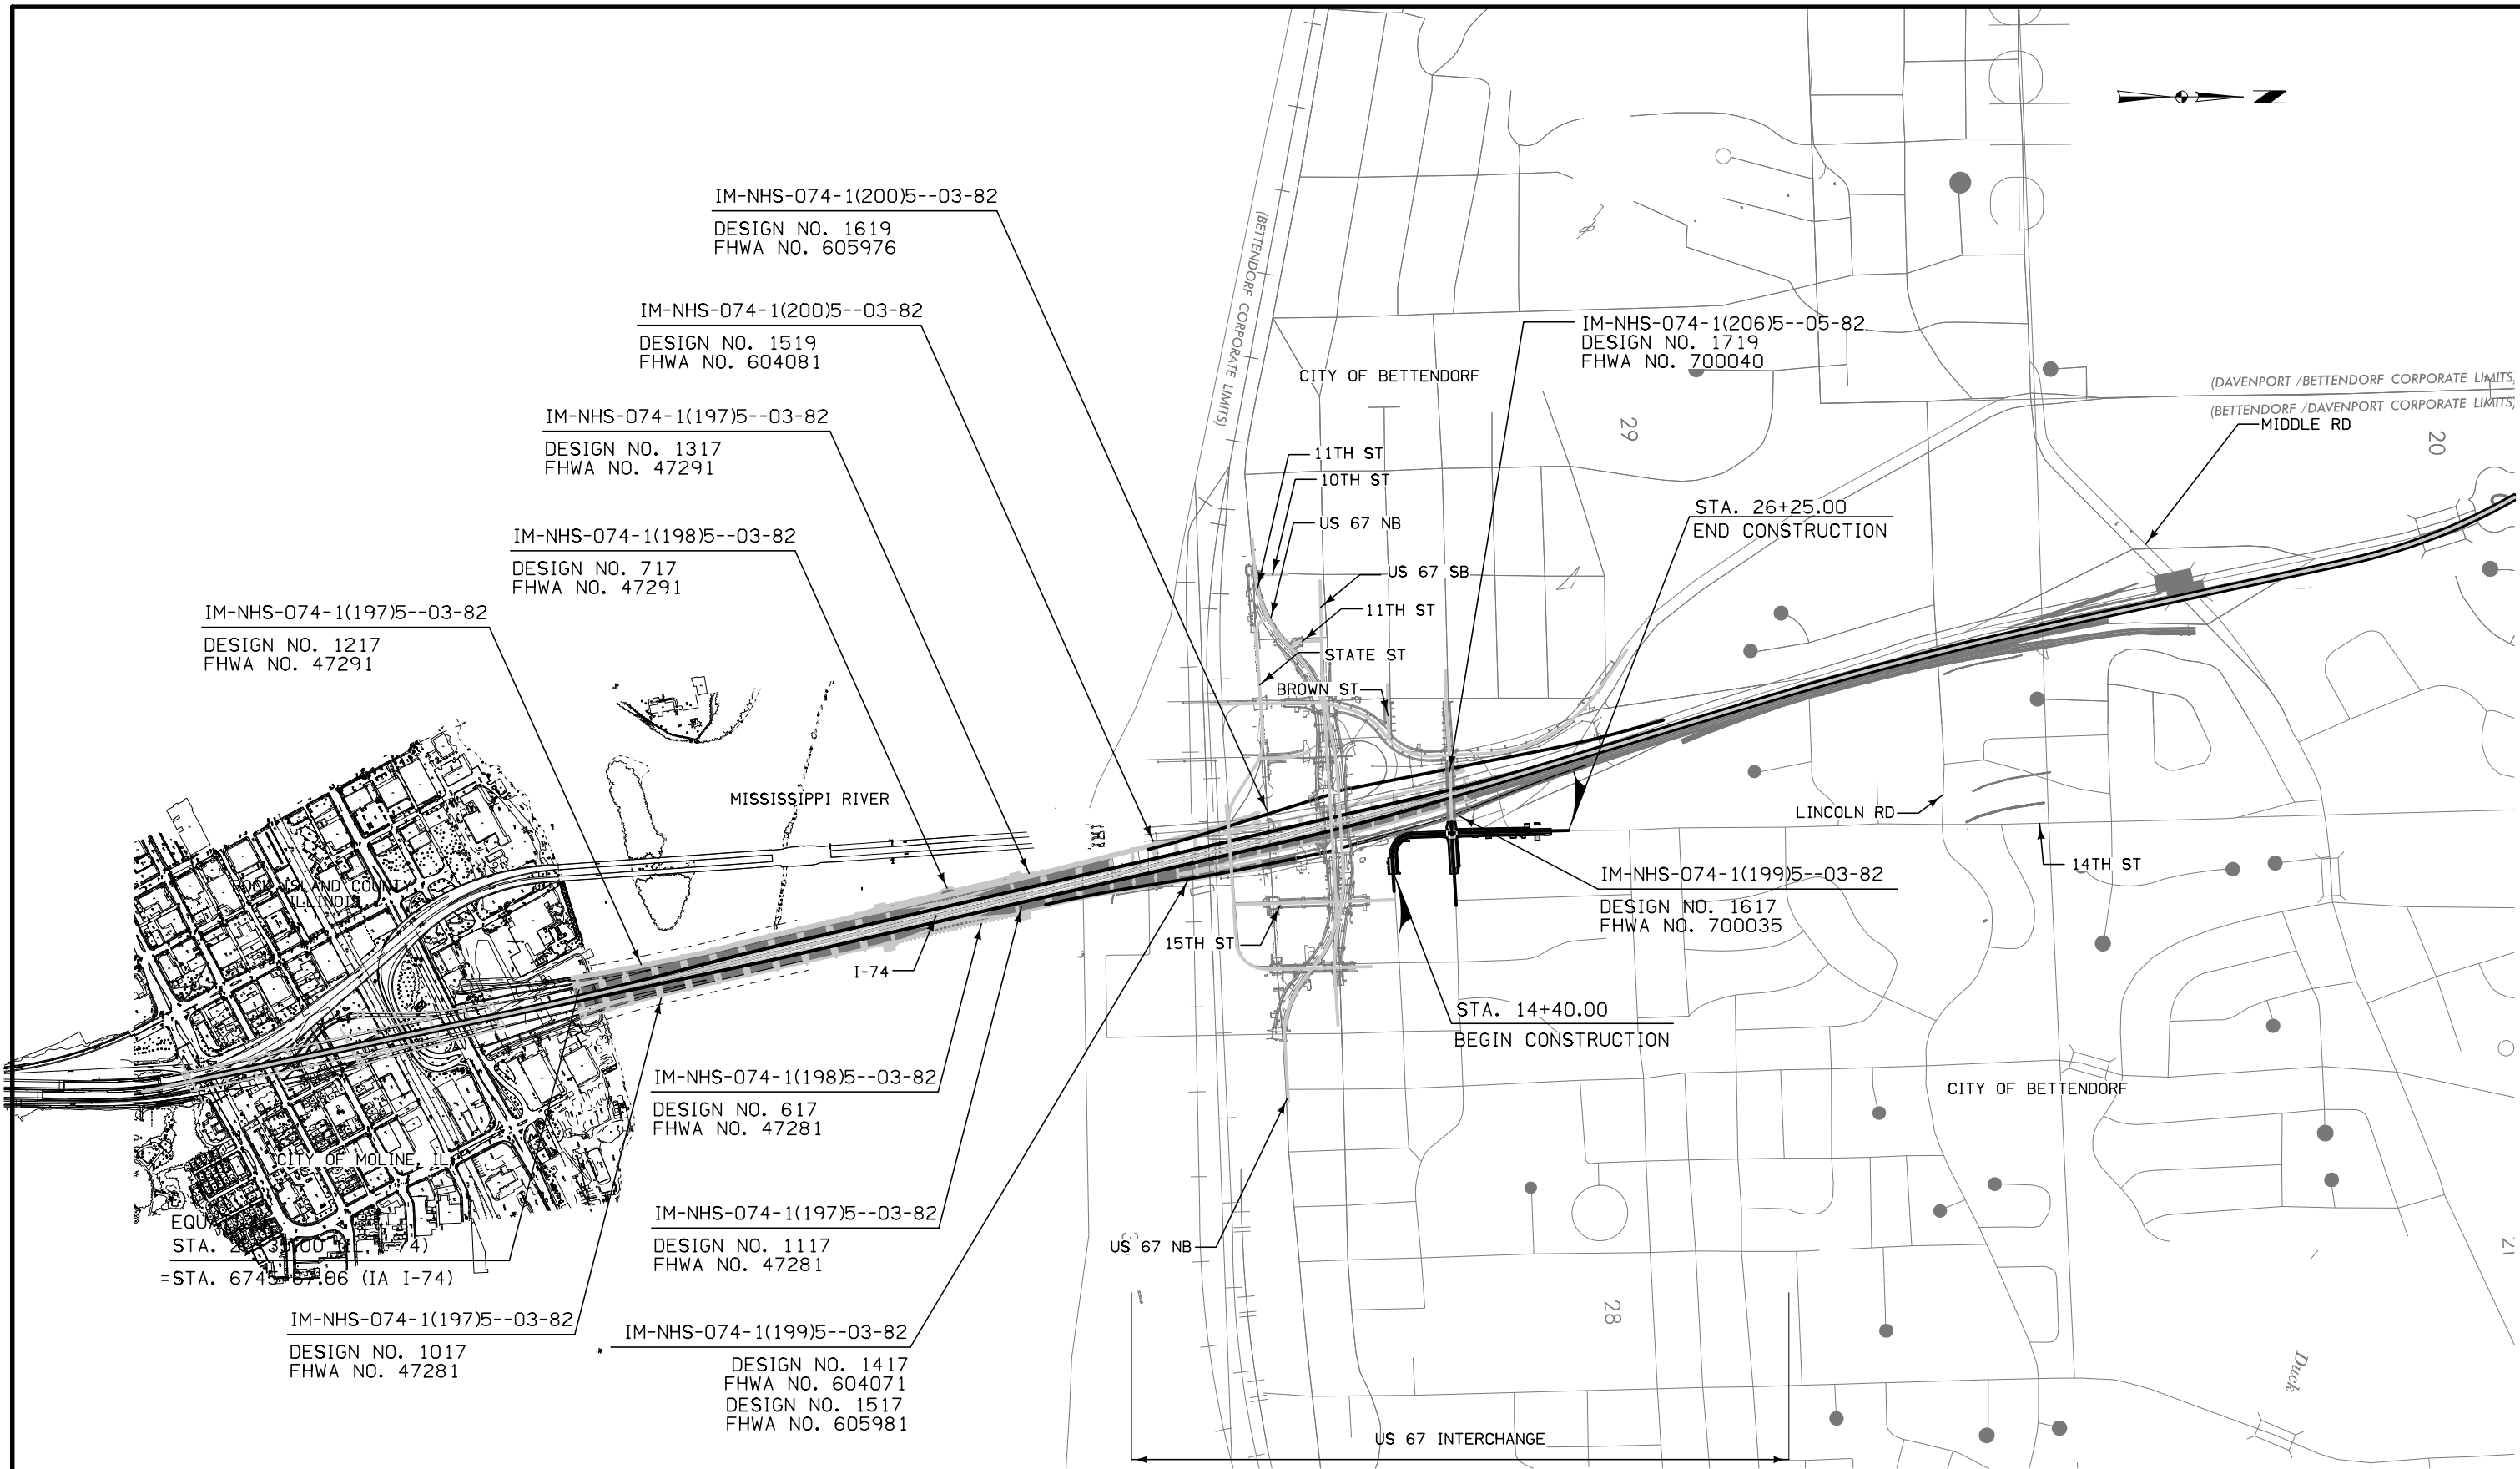 IM-NHS-074-1(200)5--03-82
DESIGN NO. 1619
FHWA NO. 605976
IM-NHS-074-1(200)5--03-82
DESIGN NO. 1519
FHWA NO. 604081
IM-NHS-074-1(197)5--03-82
DESIGN NO. 1317
FHWA NO. 47291
IM-NHS-074-1(198)5--03-82
DESIGN NO. 717
FHWA NO. 47291
IM-NHS-074-1(197)5--03-82
DESIGN NO. 1217
FHWA NO. 47291
N
(BETTENDORF CORPORATE LIMITS)
CITY OF BETTENDORF
IM-NHS-074-1(206)5--05-82
DESIGN NO. 1719
FHWA NO. 700040
(DAVENPORT /BETTENDORF CORPORATE LIMITS
(BETTENDORF /DAVENPORT CORPORATE LIMITS)
MIDDLE RD
29
20
11TH ST
10TH ST
US 67 NB
US 67 SB
11TH ST
STATE ST
BROWN ST
STA. 26+25.00
END CONSTRUCTION
MISSISSIPPI RIVER
ROCK ISLAND COUNTY
ILLINOIS
LINCOLN RD
14TH ST
IM-NHS-074-1(199)5--03-82
DESIGN NO. 1617
FHWA NO. 700035
15TH ST
I-74
STA. 14+40.00
BEGIN CONSTRUCTION
CITY OF BETTENDORF
IM-NHS-074-1(198)5--03-82
DESIGN NO. 617
FHWA NO. 47281
CITY OF MOLINE, IL
IM-NHS-074-1(197)5--03-82
DESIGN NO. 1117
FHWA NO. 47281
STA.
=STA. (IA I-74)
US 67 NB
IM-NHS-074-1(197)5--03-82
DESIGN NO. 1017
FHWA NO. 47281
IM-NHS-074-1(199)5--03-82
DESIGN NO. 1417
FHWA NO. 604071
DESIGN NO. 1517
FHWA NO. 605981
28
21
Duck
US 67 INTERCHANGE